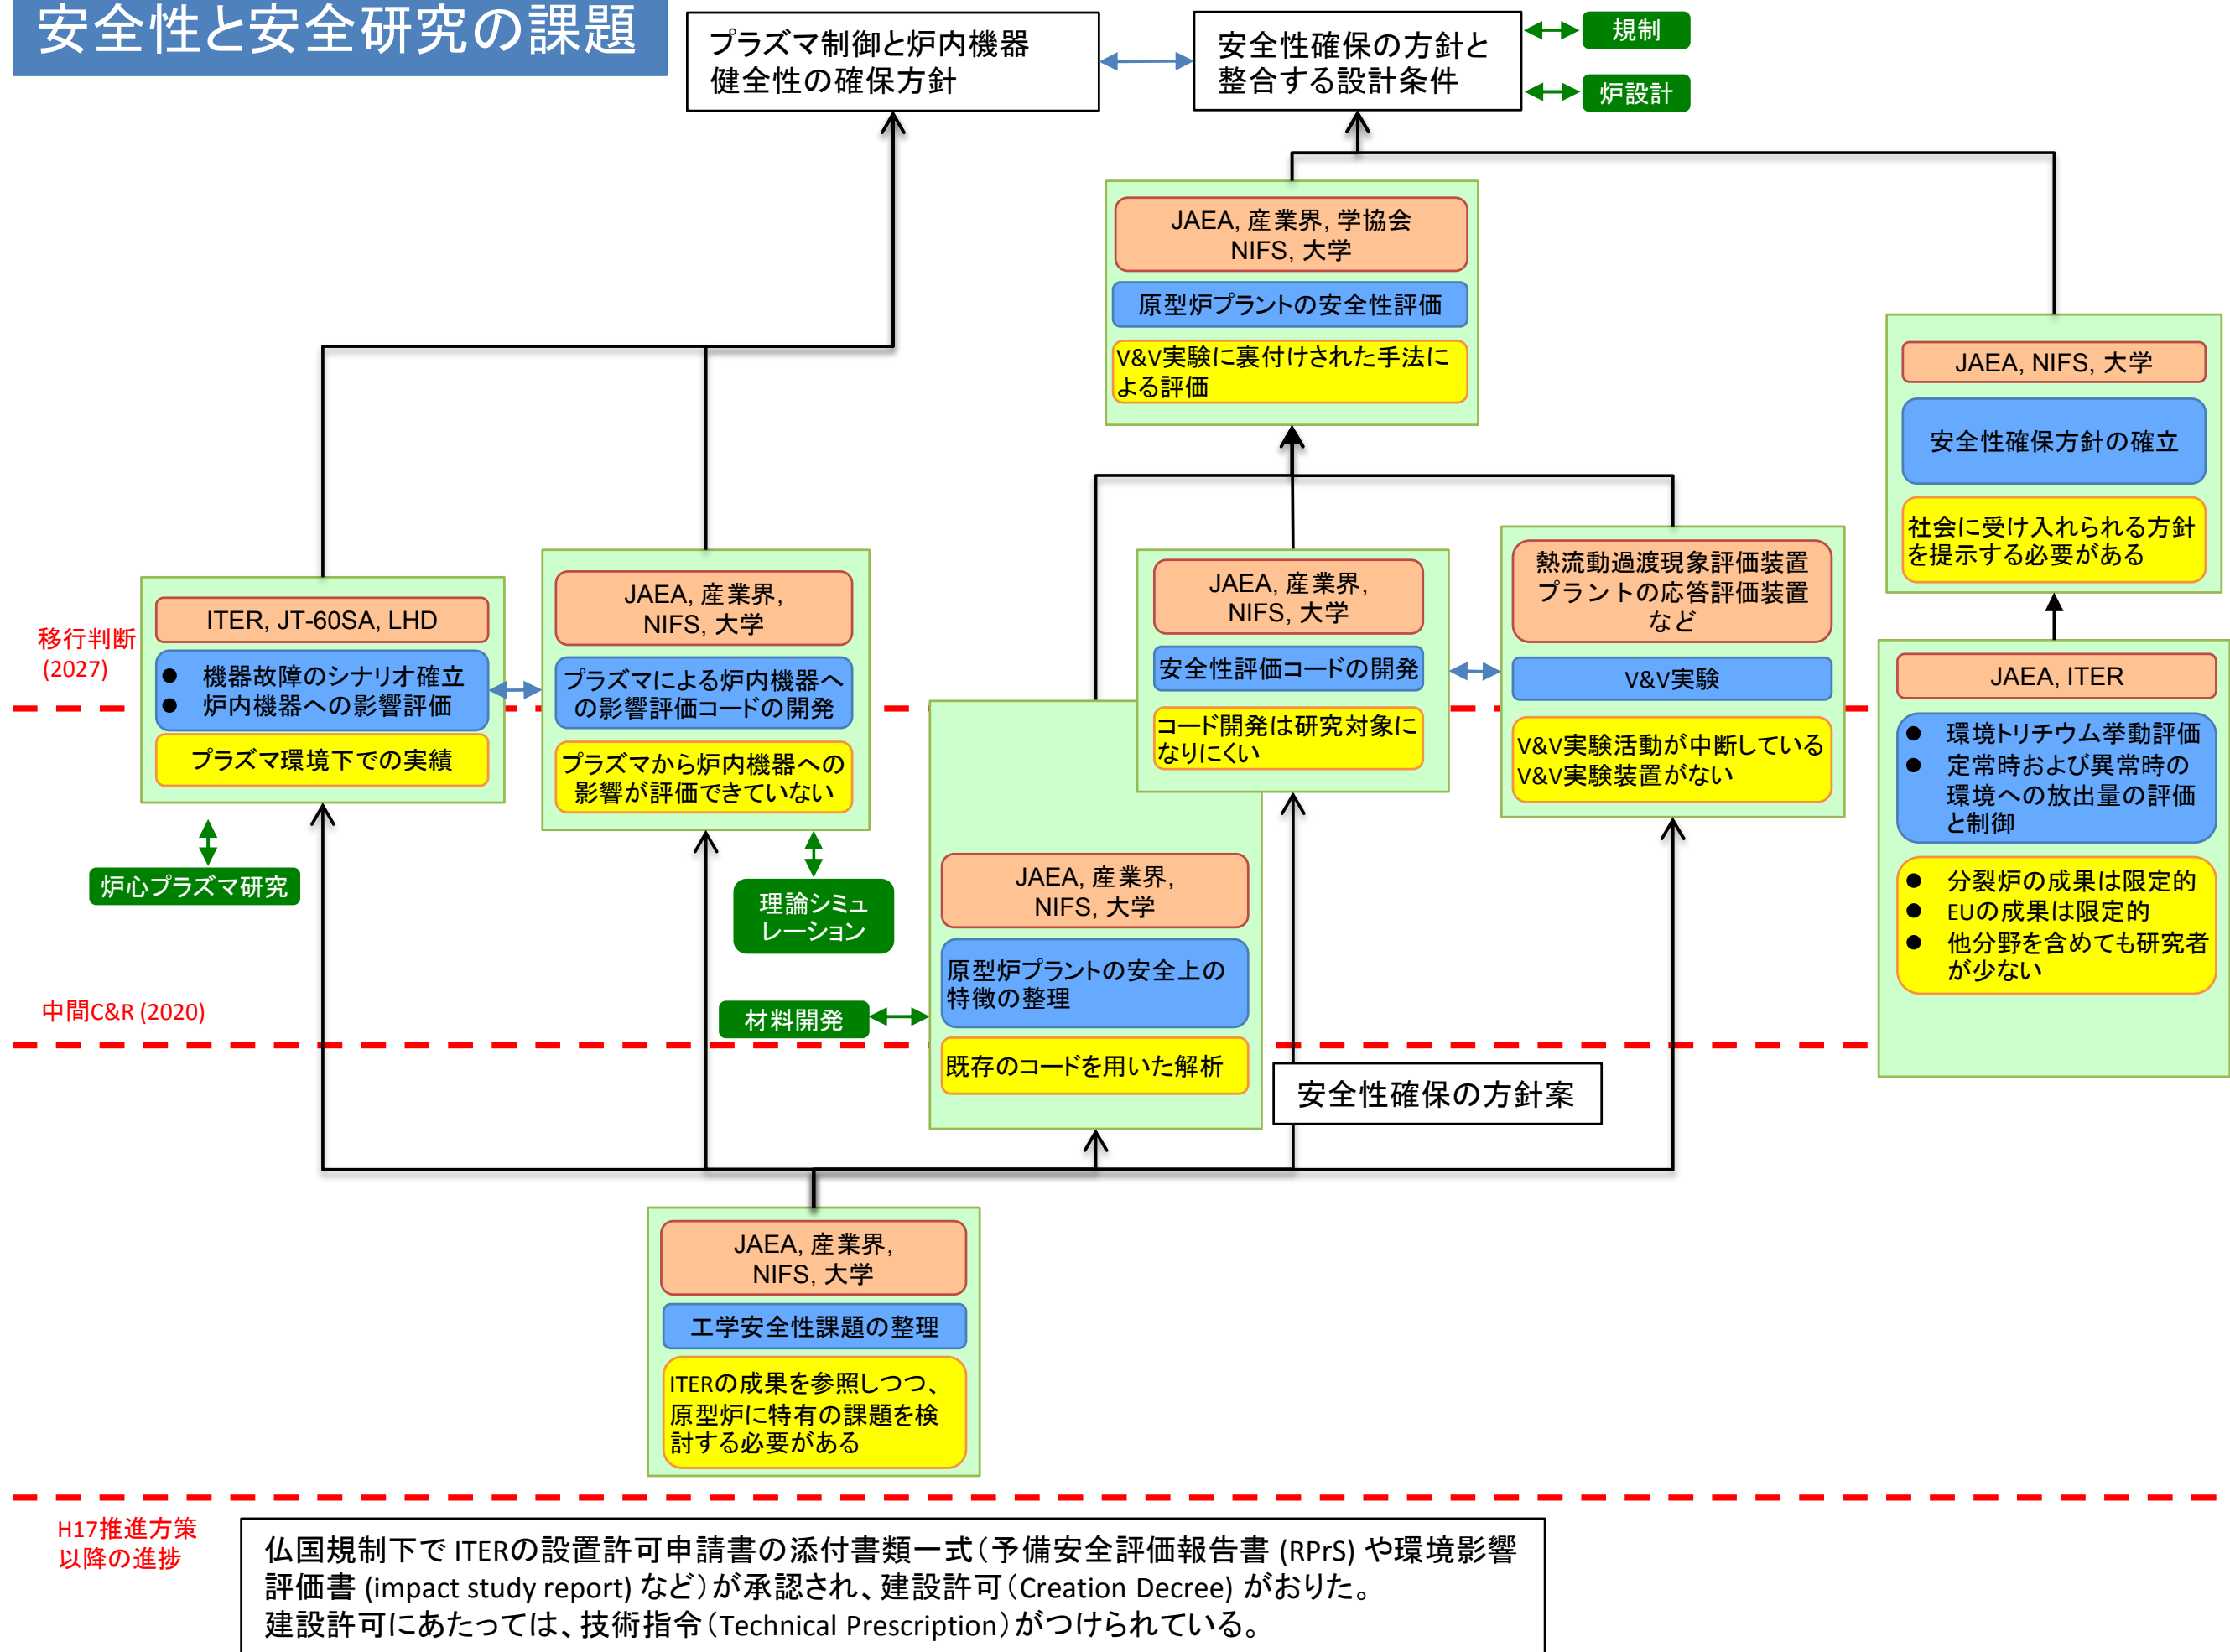 安全性と安全研究の課題
プラズマ制御と炉内機器
健全性の確保方針
安全性確保の方針と
整合する設計条件
規制
炉設計
JAEA, 産業界, 学協会
NIFS, 大学
原型炉プラントの安全性評価
V&V実験に裏付けされた手法に
よる評価
JAEA, NIFS, 大学
安全性確保方針の確立
社会に受け入れられる方針
を提示する必要がある
移行判断
(2027)
ITER, JT-60SA, LHD
● 機器故障のシナリオ確立
● 炉内機器への影響評価
プラズマ環境下での実績
JAEA, 産業界,
NIFS, 大学
プラズマによる炉内機器へ
の影響評価コードの開発
プラズマから炉内機器への
影響が評価できていない
JAEA, 産業界,
NIFS, 大学
安全性評価コードの開発
コード開発は研究対象に
なりにくい
熱流動過渡現象評価装置
プラントの応答評価装置
など
V&V実験
V&V実験活動が中断している
V&V実験装置がない
JAEA, ITER
● 環境トリチウム挙動評価
● 定常時および異常時の
環境への放出量の評価
と制御
● 分裂炉の成果は限定的
● EUの成果は限定的
● 他分野を含めても研究者
が少ない
炉心プラズマ研究
理論シミュ
レーション
JAEA, 産業界,
NIFS, 大学
原型炉プラントの安全上の
特徴の整理
既存のコードを用いた解析
材料開発
中間C&R (2020)
安全性確保の方針案
JAEA, 産業界,
NIFS, 大学
工学安全性課題の整理
ITERの成果を参照しつつ、
原型炉に特有の課題を検
討する必要がある
H17推進方策
以降の進捗
仏国規制下で ITERの設置許可申請書の添付書類一式（予備安全評価報告書 (RPrS) や環境影響
評価書 (impact study report) など）が承認され、建設許可（Creation Decree) がおりた。
建設許可にあたっては、技術指令（Technical Prescription）がつけられている。